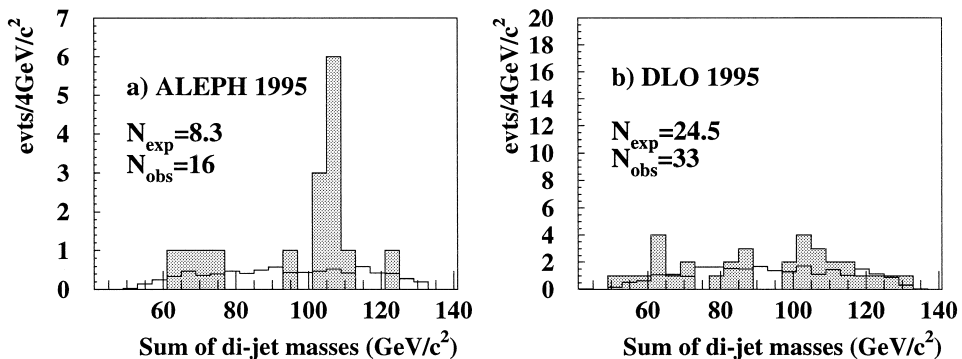 evts/4GeV/c²
7
6
5
4
3
2
1
0
a) ALEPH 1995
N_exp=8.3
N_obs=16
60 80 100 120 140
Sum of di-jet masses (GeV/c²)
evts/4GeV/c²
20
18
16
14
12
10
8
6
4
2
0
b) DLO 1995
N_exp=24.5
N_obs=33
60 80 100 120 140
Sum of di-jet masses (GeV/c²)